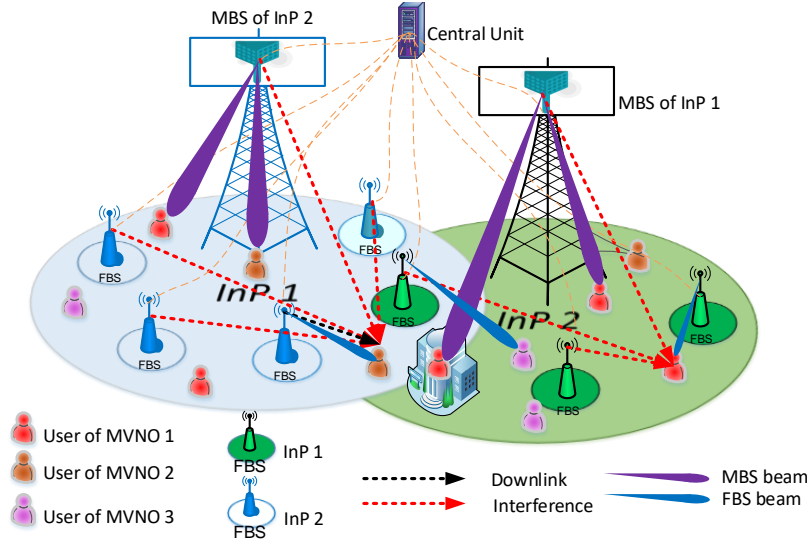 MBS of InP 2
Central Unit
MBS of InP 1
FBS
FBS
InP 1
FBS
InP 2
FBS
FBS
FBS
FBS
User of MVNO 1
InP 1
FBS
Downlink
MBS beam
User of MVNO 2
Interference
FBS beam
User of MVNO 3
InP 2
FBS